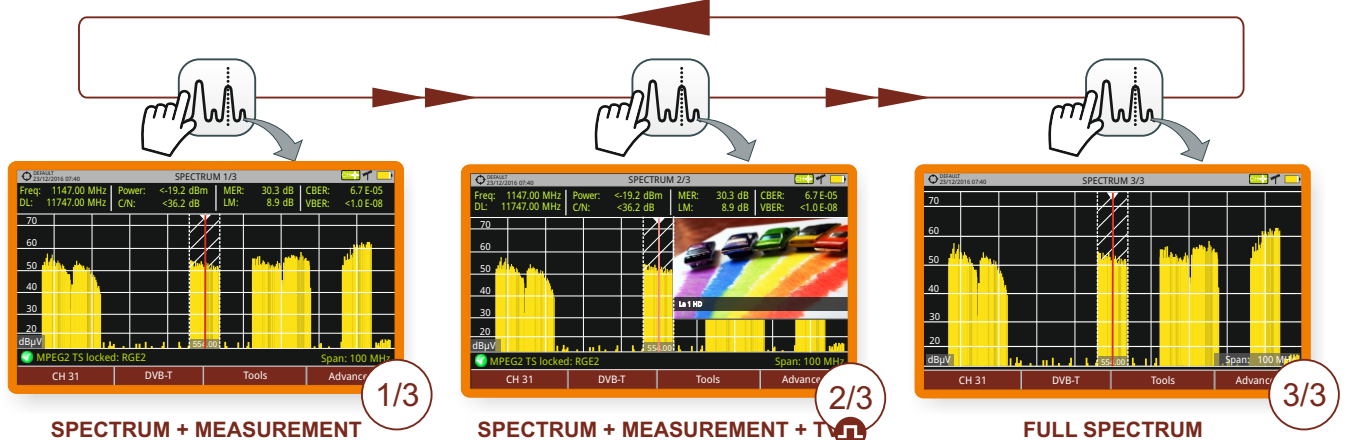 DEFAULT
23/12/2016 07:40
SPECTRUM 1/3
Freq: 1147.00 MHz Power: <-19.2 dBm MER: 30.3 dB CBER: 6.7 E-05
DL: 11747.00 MHz C/N: <36.2 dB LM: 8.9 dB VBER: <1.0 E-08
70
60
50
40
30
20
dBµV
554.00
MPEG2 TS locked: RGE2 Span: 100 MHz
CH 31 DVB-T Tools Advance
1/3
SPECTRUM + MEASUREMENT
DEFAULT
23/12/2016 07:40
SPECTRUM 2/3
Freq: 1147.00 MHz Power: <-19.2 dBm MER: 30.3 dB CBER: 6.7 E-05
DL: 11747.00 MHz C/N: <36.2 dB LM: 8.9 dB VBER: <1.0 E-08
70
60
50
40
30
20
dBµV
554.00
La 1 HD
MPEG2 TS locked: RGE2 Span: 100 MHz
CH 31 DVB-T Tools Advance
2/3
SPECTRUM + MEASUREMENT + TV
DEFAULT
23/12/2016 07:40
SPECTRUM 3/3
70
60
50
40
30
20
dBµV
554.00
Span: 100 MHz
CH 31 DVB-T Tools Advanc
3/3
FULL SPECTRUM